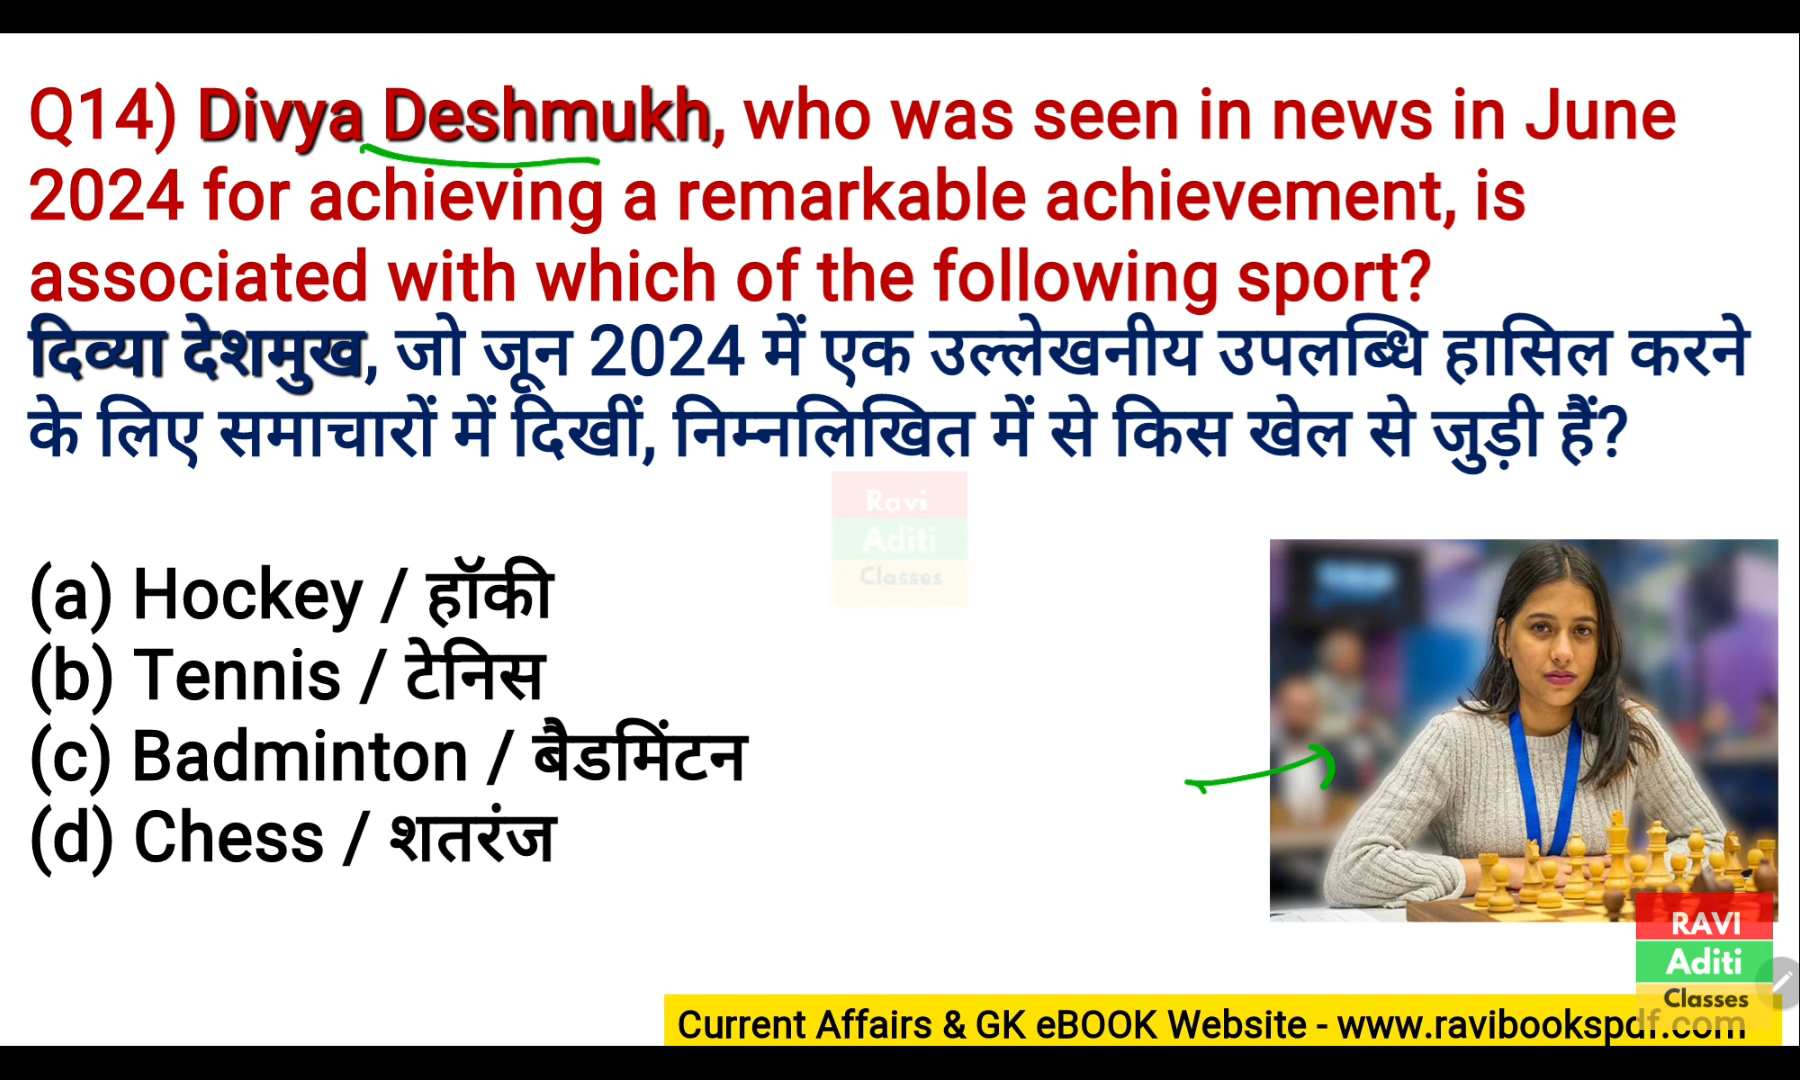 Q14) Divya Deshmukh, who was seen in news in June
2024 for achieving a remarkable achievement, is
associated with which of the following sport?
दिव्या देशमुख, जो जून 2024 में एक उल्लेखनीय उपलब्धि हासिल करने
के लिए समाचारों में दिखीं, निम्नलिखित में से किस खेल से जुड़ी हैं?
Ravi
Aditi
Classes
(a) Hockey / हॉकी
(b) Tennis / टेनिस
(c) Badminton / बैडमिंटन
(d) Chess / शतरंज
RAVI
Aditi
Classes
Current Affairs & GK eBOOK Website - www.ravibookspdf.com